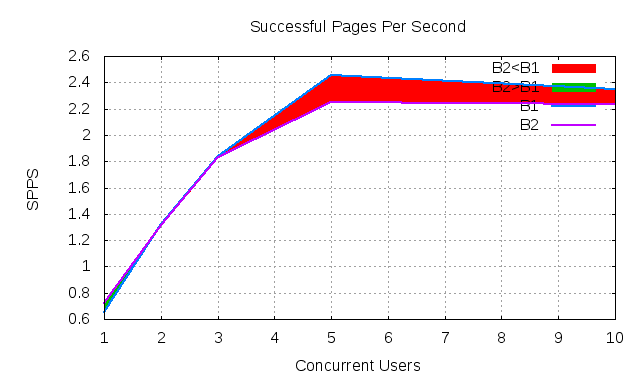 Successful Pages Per Second
2.6
2.4
2.2
2
1.8
1.6
1.4
1.2
1
0.8
0.6
SPPS
B2<B1
B2>B1
B1
B2
1 2 3 4 5 6 7 8 9 10
Concurrent Users